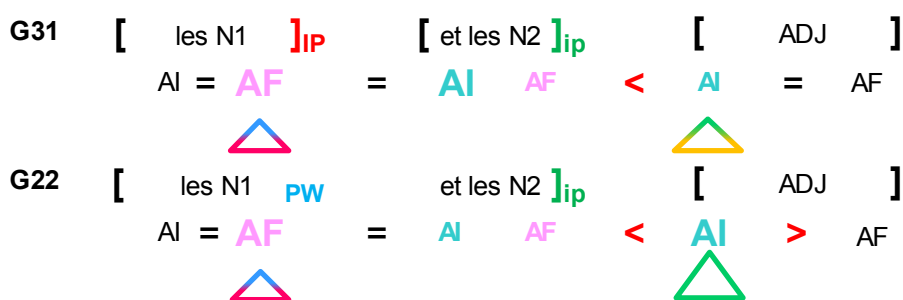 G31 [ les N1 ]IP [ et les N2 ]ip [ ADJ ]
AI = AF = AI AF < AI = AF
G22 [ les N1 PW et les N2 ]ip [ ADJ ]
AI = AF = AI AF < AI > AF